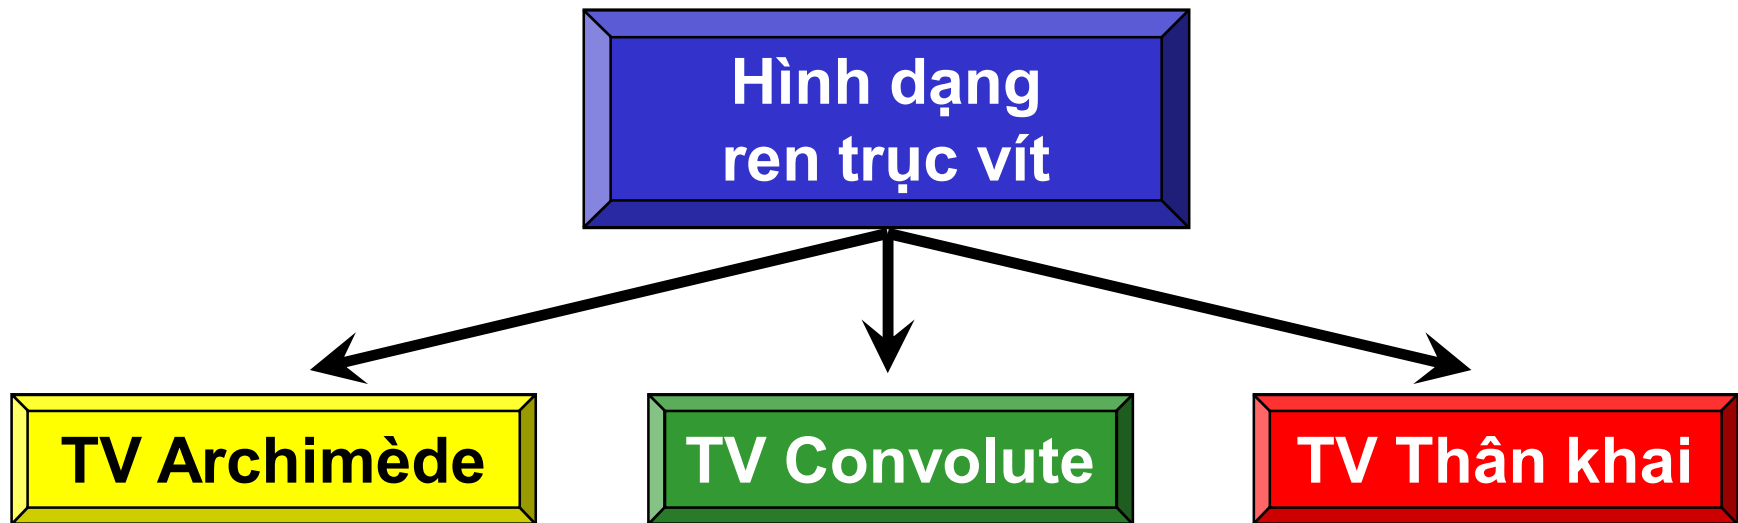 Hình dạng
ren trục vít
TV Archimède
TV Convolute
TV Thân khai